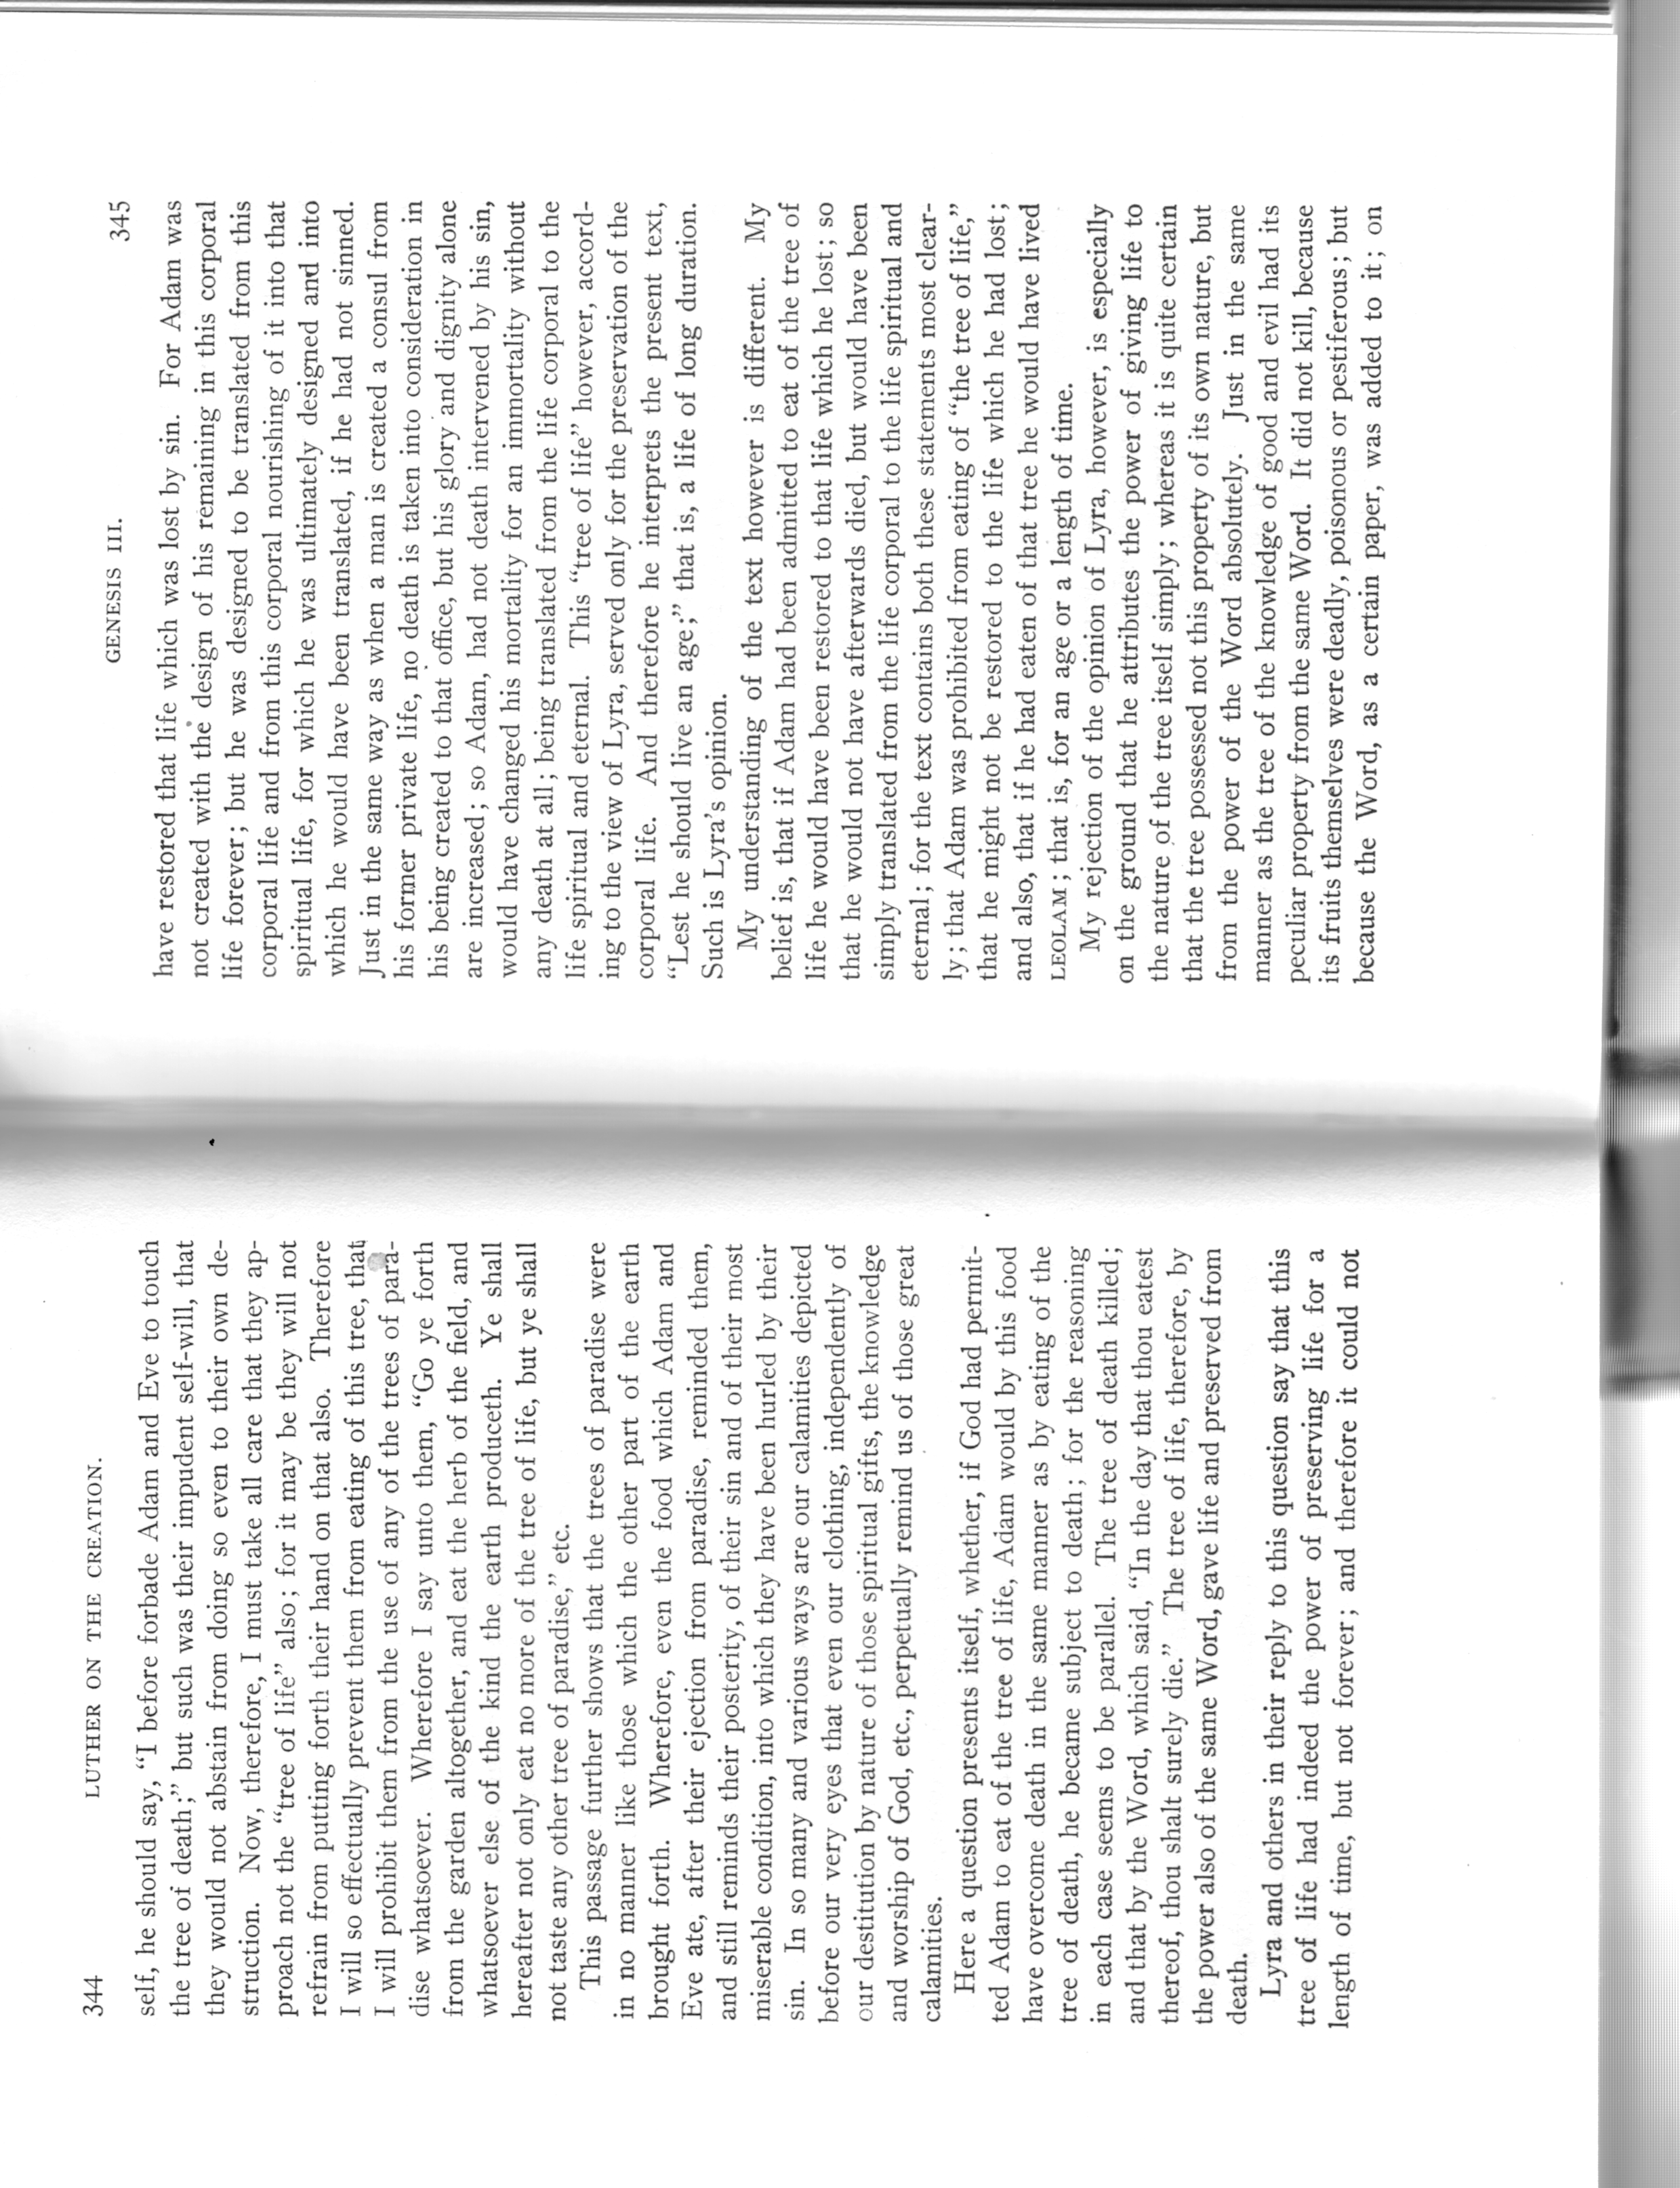 344 LUTHER ON THE CREATION.
self, he should say, “I before forbade Adam and Eve to touch
the tree of death;” but such was their impudent self-will, that
they would not abstain from doing so even to their own de-
struction. Now, therefore, I must take all care that they ap-
proach not the “tree of life” also; for it may be they will not
refrain from putting forth their hand on that also. Therefore
I will so effectually prevent them from eating of this tree, that
I will prohibit them from the use of any of the trees of para-
dise whatsoever. Wherefore I say unto them, “Go ye forth
from the garden altogether, and eat the herb of the field, and
whatsoever else of the kind the earth produceth. Ye shall
hereafter not only eat no more of the tree of life, but ye shall
not taste any other tree of paradise,” etc.
This passage further shows that the trees of paradise were
in no manner like those which the other part of the earth
brought forth. Wherefore, even the food which Adam and
Eve ate, after their ejection from paradise, reminded them,
and still reminds their posterity, of their sin and of their most
miserable condition, into which they have been hurled by their
sin. In so many and various ways are our calamities depicted
before our very eyes that even our clothing, independently of
our destitution by nature of those spiritual gifts, the knowledge
and worship of God, etc., perpetually remind us of those great
calamities.
Here a question presents itself, whether, if God had permit-
ted Adam to eat of the tree of life, Adam would by this food
have overcome death in the same manner as by eating of the
tree of death, he became subject to death; for the reasoning
in each case seems to be parallel. The tree of death killed;
and that by the Word, which said, “In the day that thou eatest
thereof, thou shalt surely die.” The tree of life, therefore, by
the power also of the same Word, gave life and preserved from
death.
Lyra and others in their reply to this question say that this
tree of life had indeed the power of preserving life for a
length of time, but not forever; and therefore it could not
GENESIS III. 345
have restored that life which was lost by sin. For Adam was
not created with the design of his remaining in this corporal
life forever; but he was designed to be translated from this
corporal life and from this corporal nourishing of it into that
spiritual life, for which he was ultimately designed and into
which he would have been translated, if he had not sinned.
Just in the same way as when a man is created a consul from
his former private life, no death is taken into consideration in
his being created to that office, but his glory and dignity alone
are increased; so Adam, had not death intervened by his sin,
would have changed his mortality for an immortality without
any death at all; being translated from the life corporal to the
life spiritual and eternal. This “tree of life” however, accord-
ing to the view of Lyra, served only for the preservation of the
corporal life. And therefore he interprets the present text,
“Lest he should live an age;” that is, a life of long duration.
Such is Lyra’s opinion.
My understanding of the text however is different. My
belief is, that if Adam had been admitted to eat of the tree of
life he would have been restored to that life which he lost; so
that he would not have afterwards died, but would have been
simply translated from the life corporal to the life spiritual and
eternal; for the text contains both these statements most clear-
ly; that Adam was prohibited from eating of “the tree of life,”
that he might not be restored to the life which he had lost;
and also, that if he had eaten of that tree he would have lived
LEOLAM; that is, for an age or a length of time.
My rejection of the opinion of Lyra, however, is especially
on the ground that he attributes the power of giving life to
the nature of the tree itself simply; whereas it is quite certain
that the tree possessed not this property of its own nature, but
from the power of the Word absolutely. Just in the same
manner as the tree of the knowledge of good and evil had its
peculiar property from the same Word. It did not kill, because
its fruits themselves were deadly, poisonous or pestiferous; but
because the Word, as a certain paper, was added to it; on